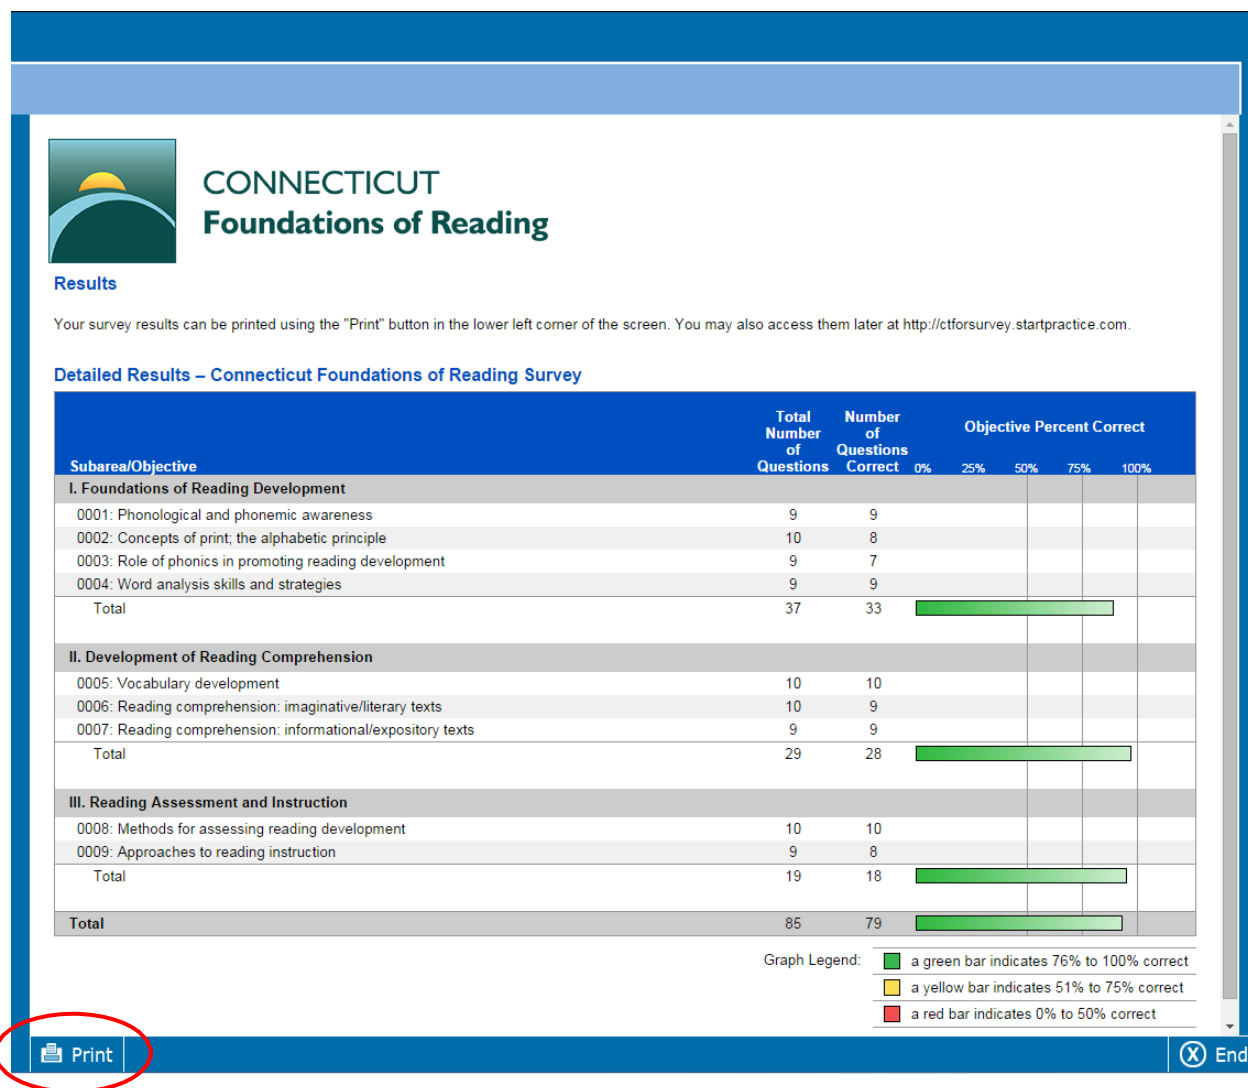 CONNECTICUT
Foundations of Reading
Results
Your survey results can be printed using the "Print" button in the lower left corner of the screen. You may also access them later at http://ctforsurvey.startpractice.com.
Detailed Results – Connecticut Foundations of Reading Survey
Subarea/Objective
Total Number of Questions
Number of Questions Correct
Objective Percent Correct
0% 25% 50% 75% 100%
I. Foundations of Reading Development
0001: Phonological and phonemic awareness 9 9
0002: Concepts of print; the alphabetic principle 10 8
0003: Role of phonics in promoting reading development 9 7
0004: Word analysis skills and strategies 9 9
Total 37 33
II. Development of Reading Comprehension
0005: Vocabulary development 10 10
0006: Reading comprehension: imaginative/literary texts 10 9
0007: Reading comprehension: informational/expository texts 9 9
Total 29 28
III. Reading Assessment and Instruction
0008: Methods for assessing reading development 10 10
0009: Approaches to reading instruction 9 8
Total 19 18
Total 85 79
Graph Legend:
a green bar indicates 76% to 100% correct
a yellow bar indicates 51% to 75% correct
a red bar indicates 0% to 50% correct
Print
End